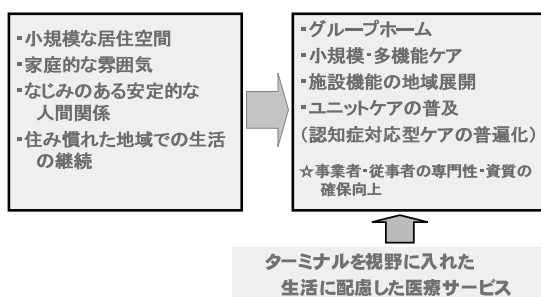 ・小規模な居住空間
・家庭的な雰囲気
・なじみのある安定的な
人間関係
・住み慣れた地域での生活
の継続
・グループホーム
・小規模・多機能ケア
・施設機能の地域展開
・ユニットケアの普及
(認知症対応型ケアの普遍化)
☆事業者・従事者の専門性・資質の
確保向上
ターミナルを視野に入れた
生活に配慮した医療サービス